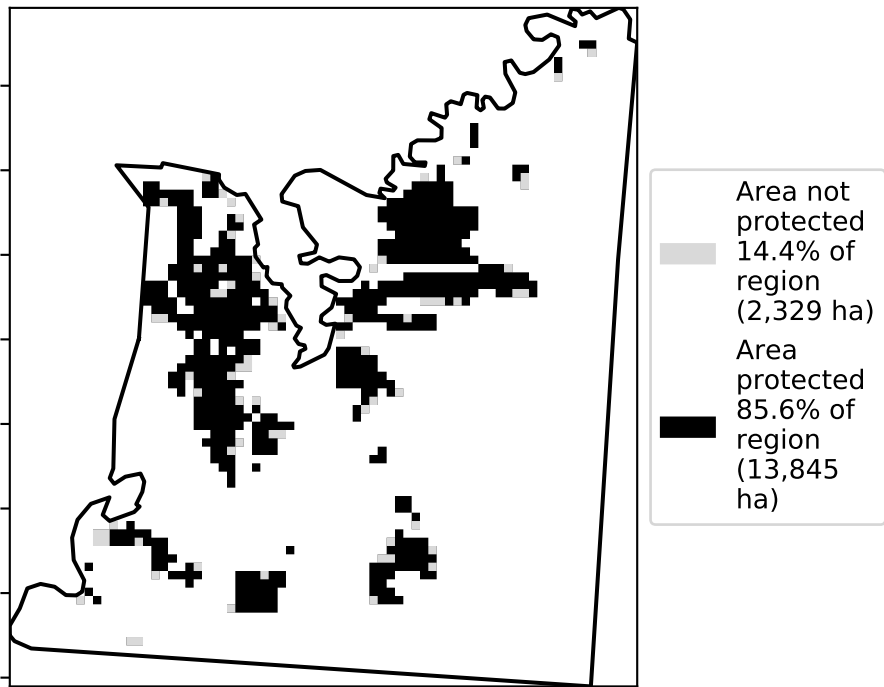 Area not
protected
14.4% of
region
(2,329 ha)
Area
protected
85.6% of
region
(13,845
ha)